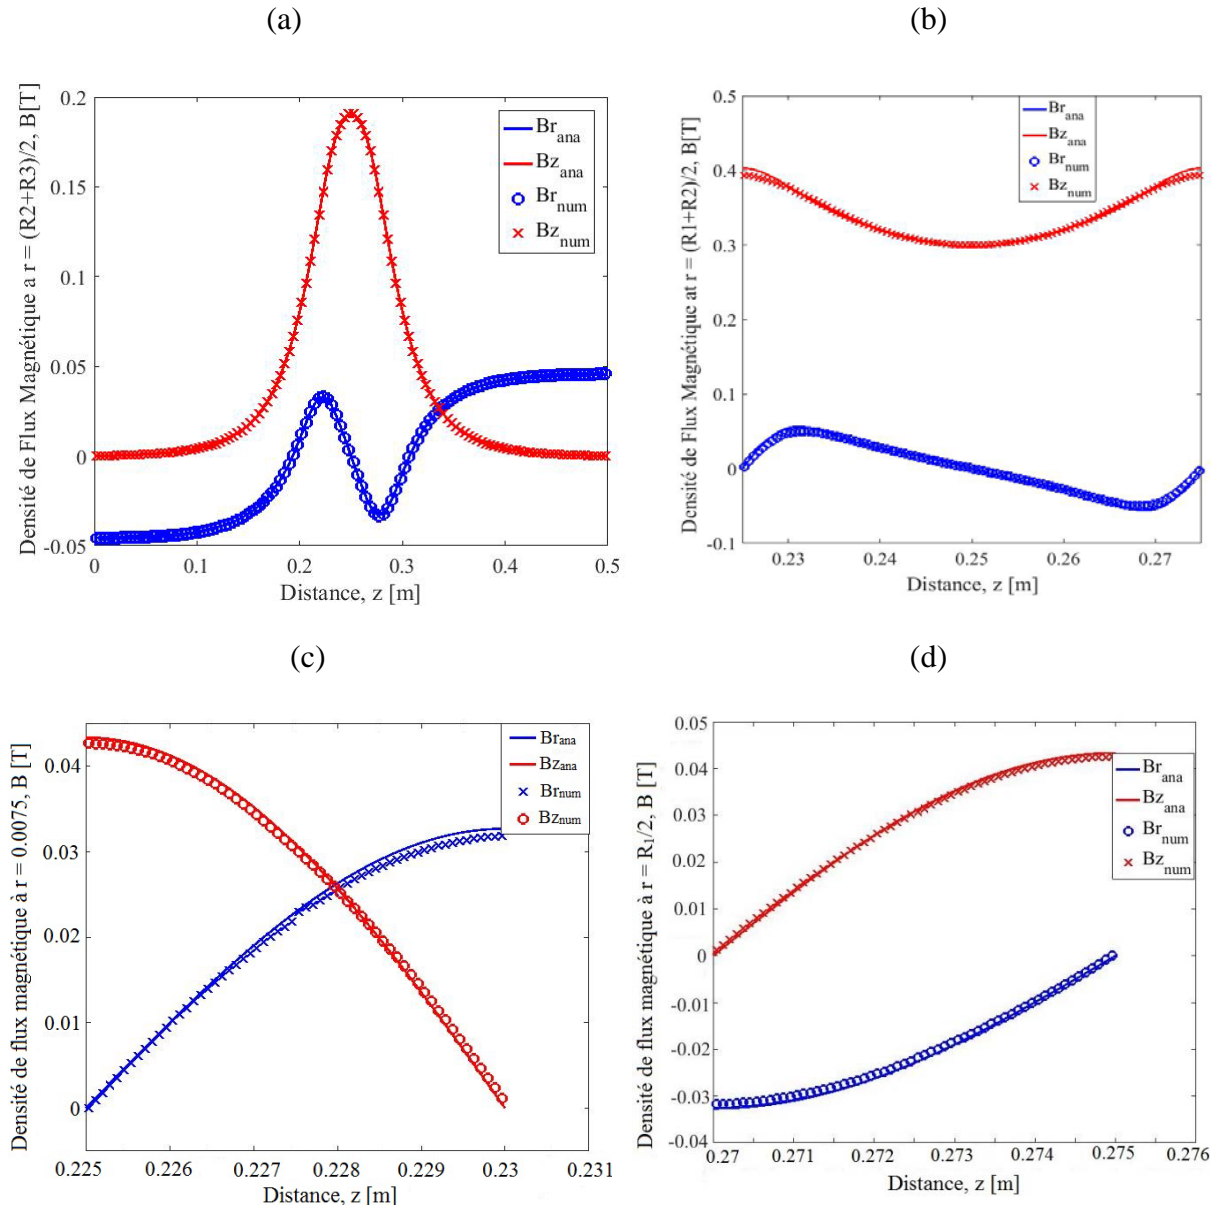 (a)
Densité de Flux Magnétique a r = (R2+R3)/2, B[T]
0.2
0.15
0.1
0.05
0
-0.05
0
0.1
0.2
0.3
0.4
0.5
Distance, z [m]
Br_ana
Bz_ana
Br_num
Bz_num
(b)
Densité de Flux Magnétique at r = (R1+R2)/2, B[T]
0.5
0.4
0.3
0.2
0.1
0
-0.1
0.23
0.24
0.25
0.26
0.27
Distance, z [m]
Br_ana
Bz_ana
Br_num
Bz_num
(c)
Densité de flux magnétique à r = 0.0075, B [T]
0.04
0.03
0.02
0.01
0
0.225
0.226
0.227
0.228
0.229
0.23
0.231
Distance, z [m]
Br_ana
Bz_ana
Br_num
Bz_num
(d)
Densité de flux magnétique à r = R₁/2, B [T]
0.05
0.04
0.03
0.02
0.01
0
-0.01
-0.02
-0.03
-0.04
0.27
0.271
0.272
0.273
0.274
0.275
0.276
Distance, z [m]
Br_ana
Bz_ana
Br_num
Bz_num